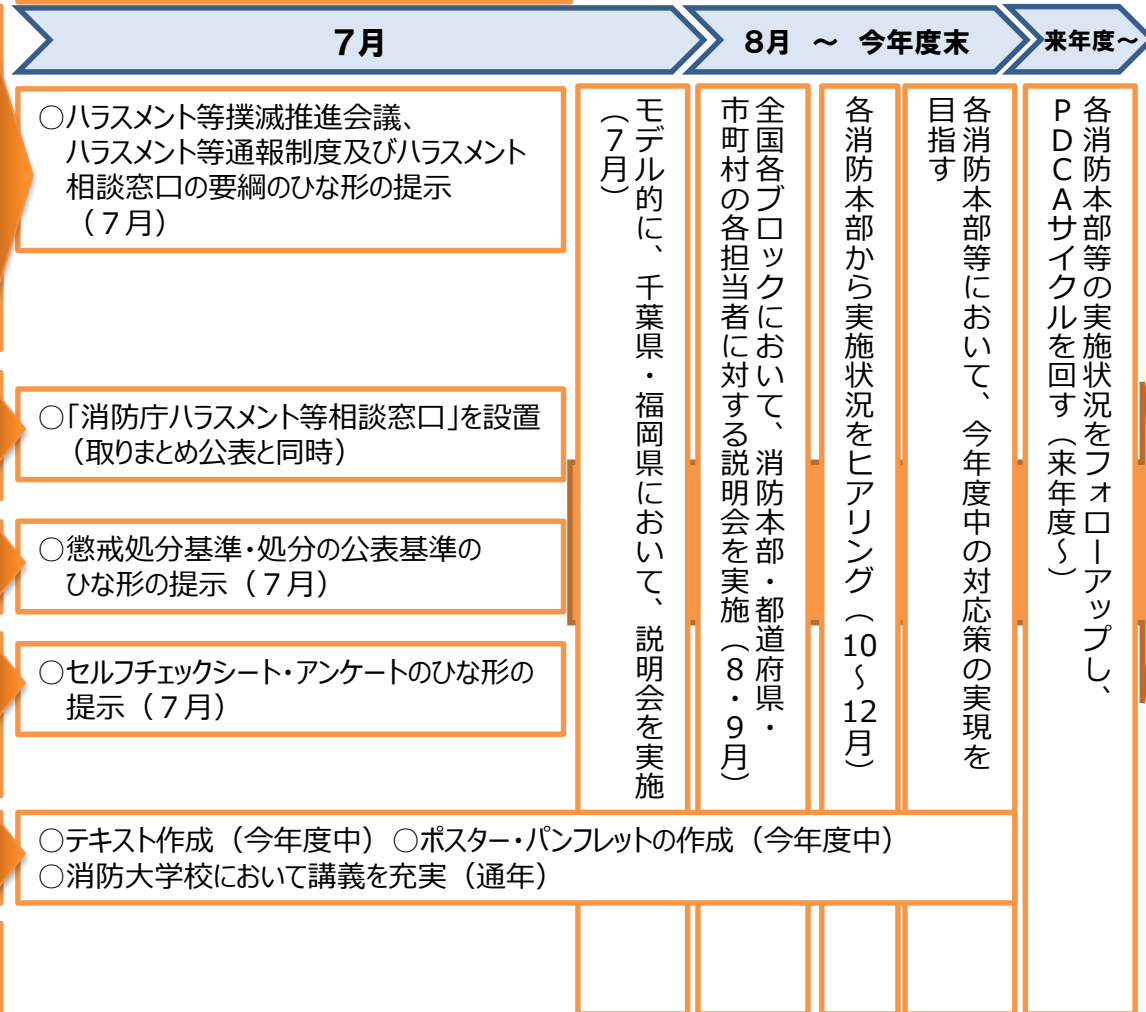 7月
8月 ～ 今年度末
来年度～
○ハラスメント等撲滅推進会議、
ハラスメント等通報制度及びハラスメント
相談窓口の要綱のひな形の提示
（７月）
○「消防庁ハラスメント等相談窓口」を設置
（取りまとめ公表と同時）
○懲戒処分基準・処分の公表基準の
ひな形の提示（７月）
○セルフチェックシート・アンケートのひな形の
提示（７月）
○テキスト作成（今年度中）○ポスター・パンフレットの作成（今年度中）
○消防大学校において講義を充実（通年）
モデル的に、千葉県・福岡県において、説明会を実施
（７月）
全国各ブロックにおいて、消防本部・都道府県・
市町村の各担当者に対する説明会を実施（８・９月）
各消防本部から実施状況をヒアリング（10～12月）
各消防本部等において、今年度中の対応策の実現を
目指す
各消防本部等の実施状況をフォローアップし、
ＰＤＣＡサイクルを回す（来年度～）